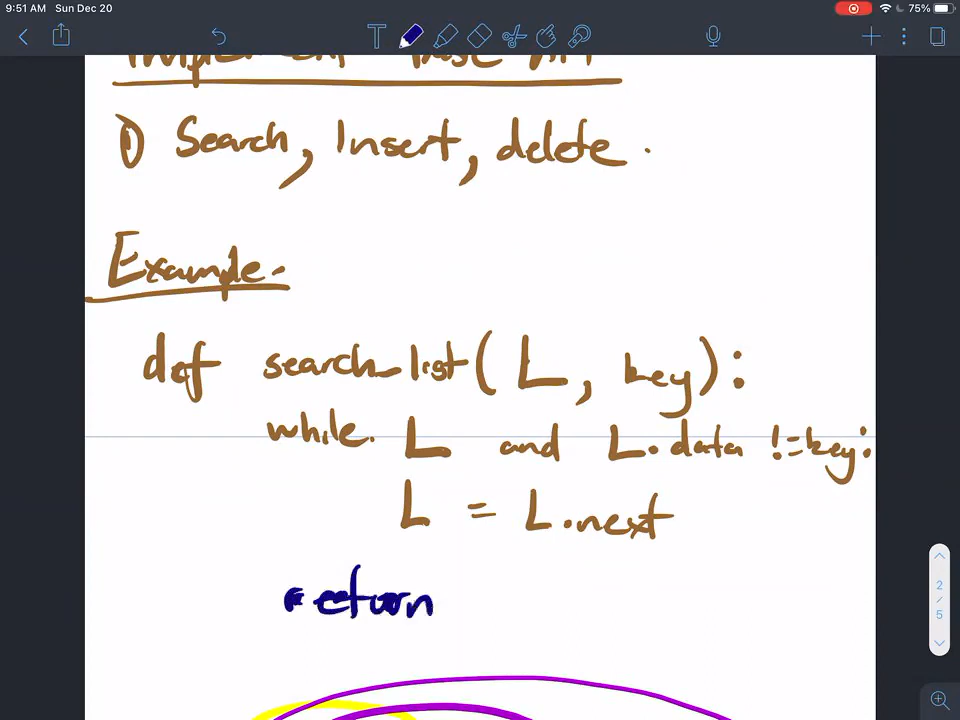 9:51 AM Sun Dec 20
75%
Implement
1) Search, Insert, delete.
Example-
def search_list(L, key):
while L and L.data != key:
L = L.next
return
2
/
5